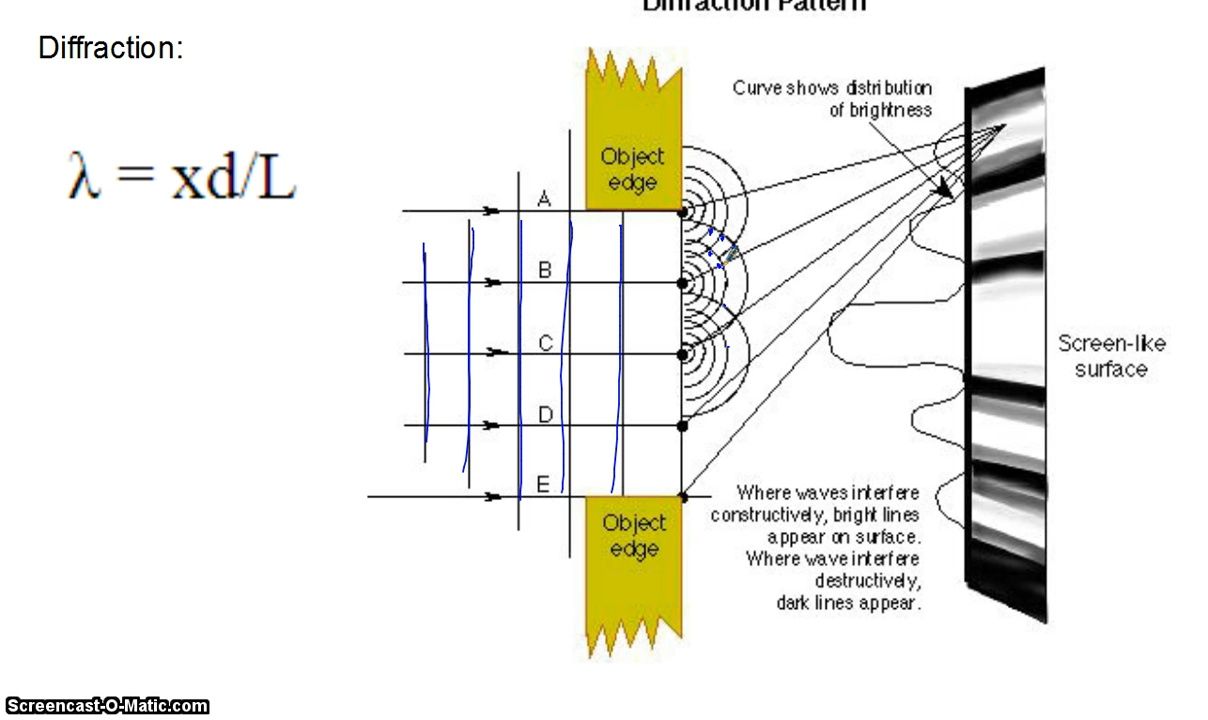 Diffraction Pattern
Diffraction:
λ = xd/L
Curve shows distribution
of brightness
Object
edge
A
B
C
D
E
Screen-like
surface
Object
edge
Where waves interfere
constructively, bright lines
appear on surface.
Where wave interfere
destructively,
dark lines appear.
Screencast-O-Matic.com